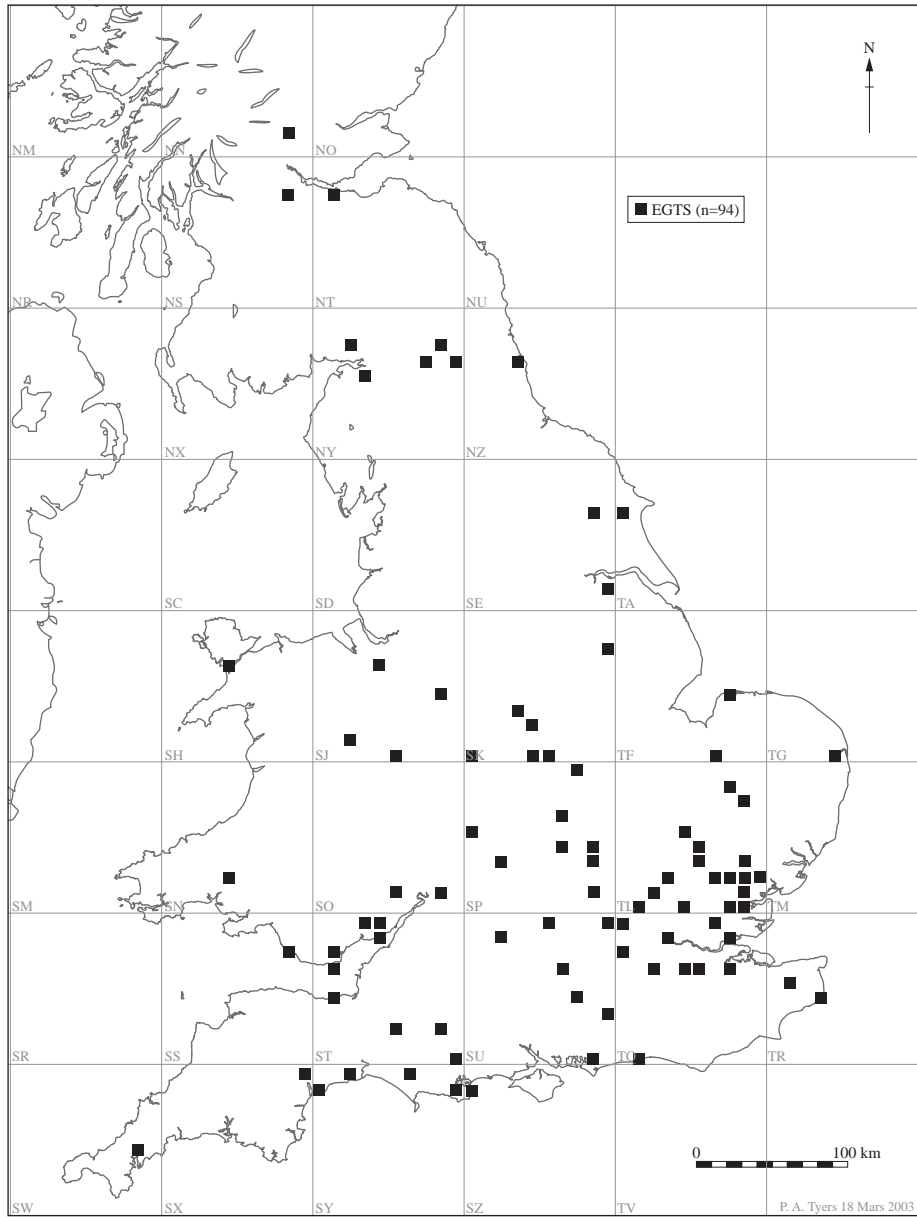 N
NM NN NO
EGTS (n=94)
NR NS NT NU
NX NY NZ
SC SD SE TA
SH SJ SK TF TG
SM SN SO SP TL TM
SR SS ST SU TQ TR
0 100 km
SW SX SY SZ TV
P. A. Tyers 18 Mars 2003